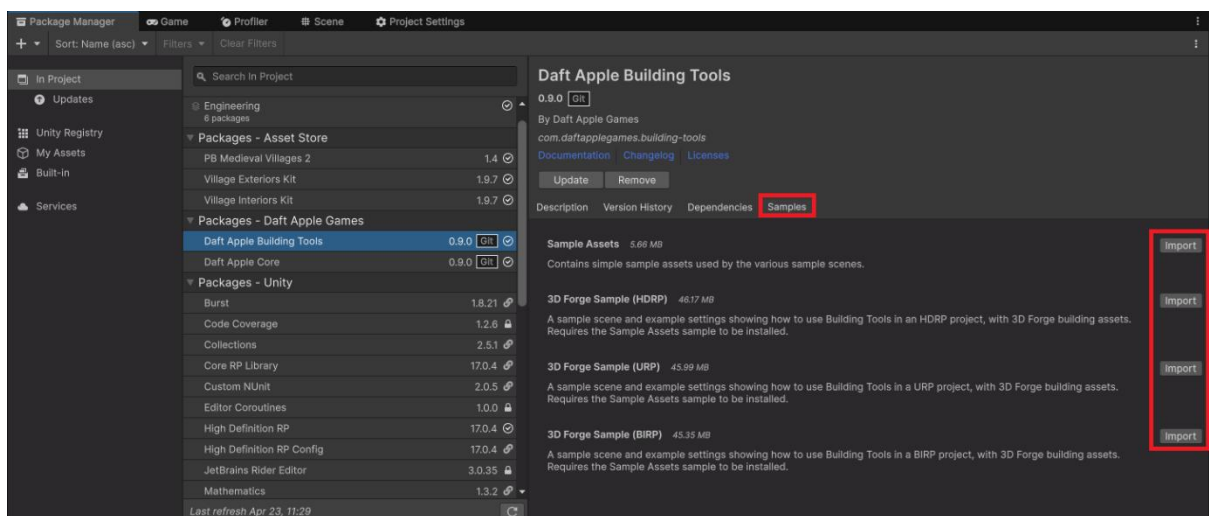 Package Manager
Game
Profiler
Scene
Project Settings
+
Sort: Name (asc)
Filters
Clear Filters
In Project
Updates
Unity Registry
My Assets
Built-in
Services
Search In Project
Engineering
6 packages
Packages - Asset Store
PB Medieval Villages 2 1.4
Village Exteriors Kit 1.9.7
Village Interiors Kit 1.9.7
Packages - Daft Apple Games
Daft Apple Building Tools 0.9.0 Git
Daft Apple Core 0.9.0 Git
Packages - Unity
Burst 1.8.21
Code Coverage 1.2.6
Collections 2.5.1
Core RP Library 17.0.4
Custom NUnit 2.0.5
Editor Coroutines 1.0.0
High Definition RP 17.0.4
High Definition RP Config 17.0.4
JetBrains Rider Editor 3.0.35
Mathematics 1.3.2
Last refresh Apr 23, 11:29
Daft Apple Building Tools
0.9.0 Git
By Daft Apple Games
com.daftapplegames.building-tools
Documentation Changelog Licenses
Update Remove
Description Version History Dependencies Samples
Sample Assets 5.66 MB Import
Contains simple sample assets used by the various sample scenes.
3D Forge Sample (HDRP) 46.17 MB Import
A sample scene and example settings showing how to use Building Tools in an HDRP project, with 3D Forge building assets.
Requires the Sample Assets sample to be installed.
3D Forge Sample (URP) 45.99 MB Import
A sample scene and example settings showing how to use Building Tools in a URP project, with 3D Forge building assets.
Requires the Sample Assets sample to be installed.
3D Forge Sample (BIRP) 45.35 MB Import
A sample scene and example settings showing how to use Building Tools in a BIRP project, with 3D Forge building assets.
Requires the Sample Assets sample to be installed.